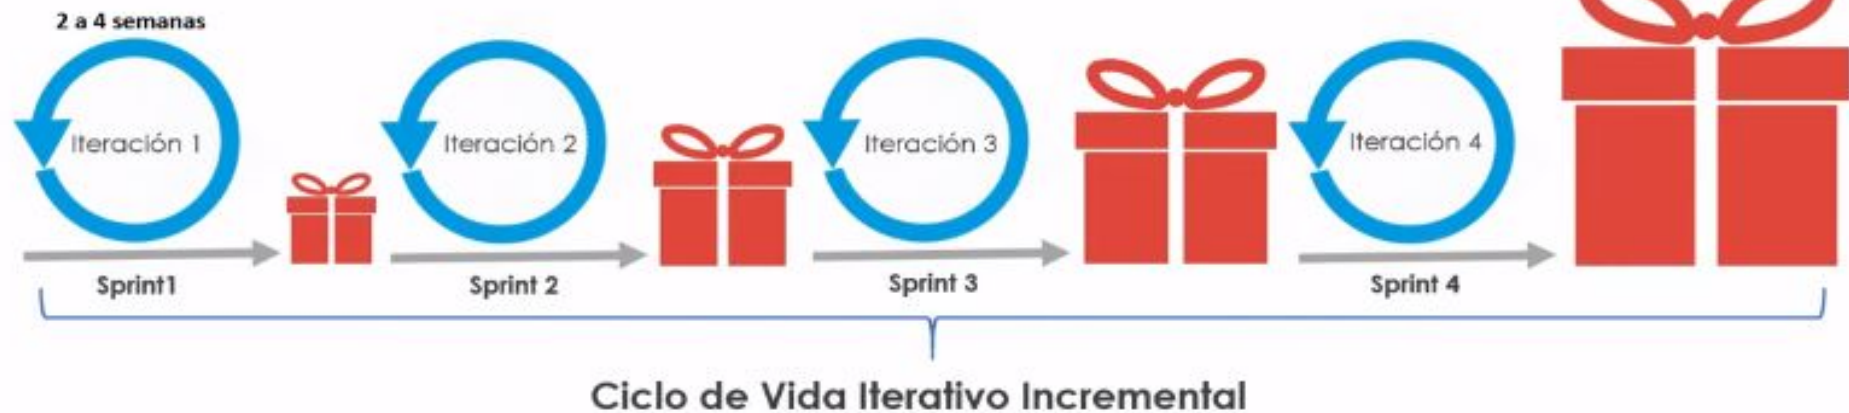 2 a 4 semanas
Iteración 1
Iteración 2
Iteración 3
Iteración 4
Sprint1
Sprint 2
Sprint 3
Sprint 4
Ciclo de Vida Iterativo Incremental